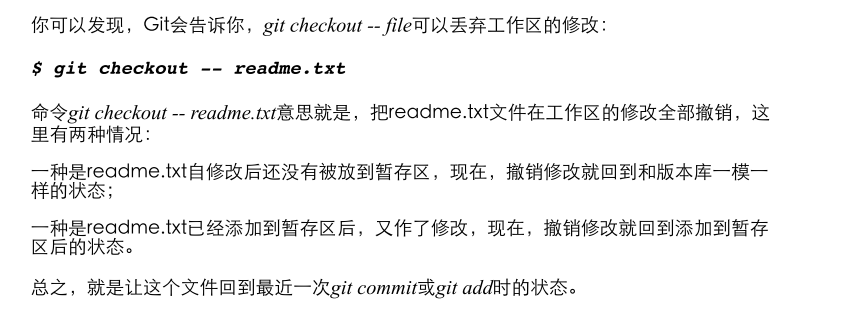 你可以发现，Git会告诉你，git checkout -- file可以丢弃工作区的修改：
$ git checkout -- readme.txt
命令git checkout -- readme.txt意思就是，把readme.txt文件在工作区的修改全部撤销，这
里有两种情况：
一种是readme.txt自修改后还没有被放到暂存区，现在，撤销修改就回到和版本库一模一
样的状态；
一种是readme.txt已经添加到暂存区后，又作了修改，现在，撤销修改就回到添加到暂存
区后的状态。
总之，就是让这个文件回到最近一次git commit或git add时的状态。